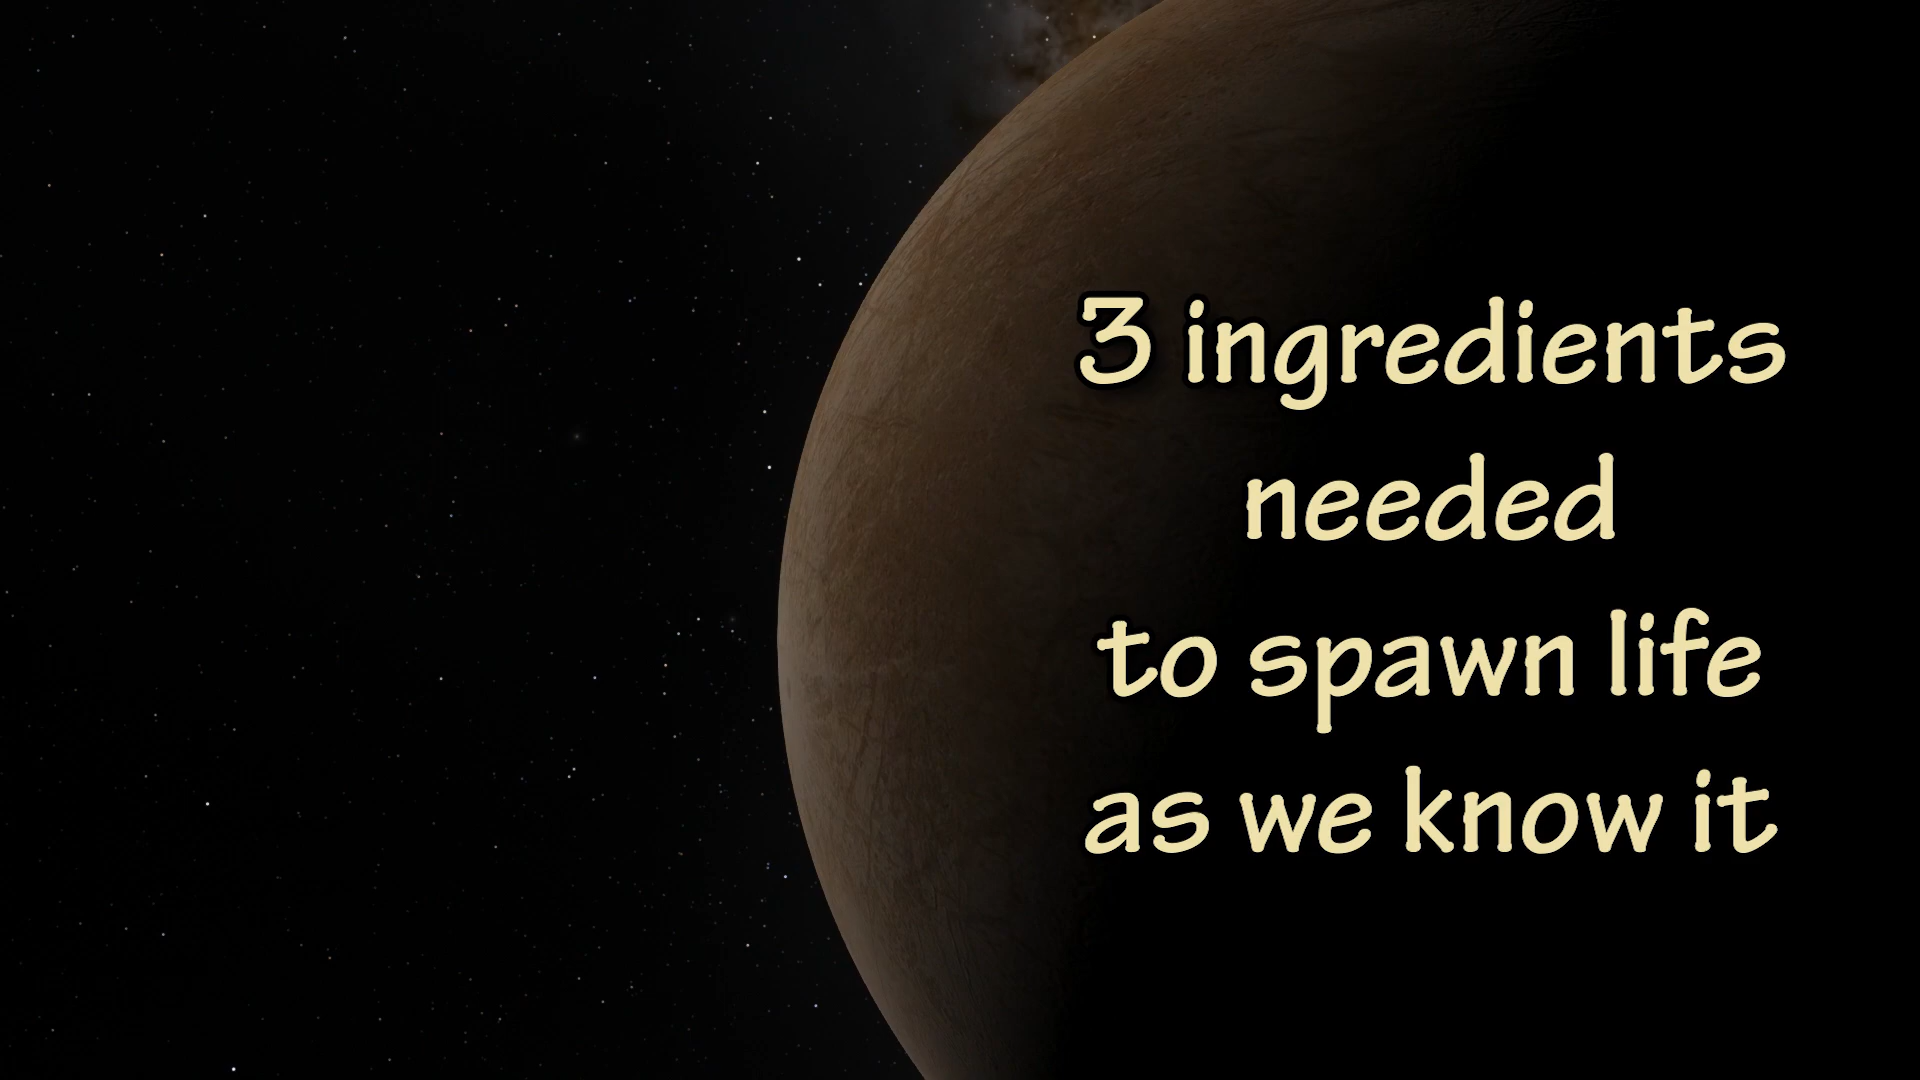 3 ingredients
needed
to spawn life
as we know it